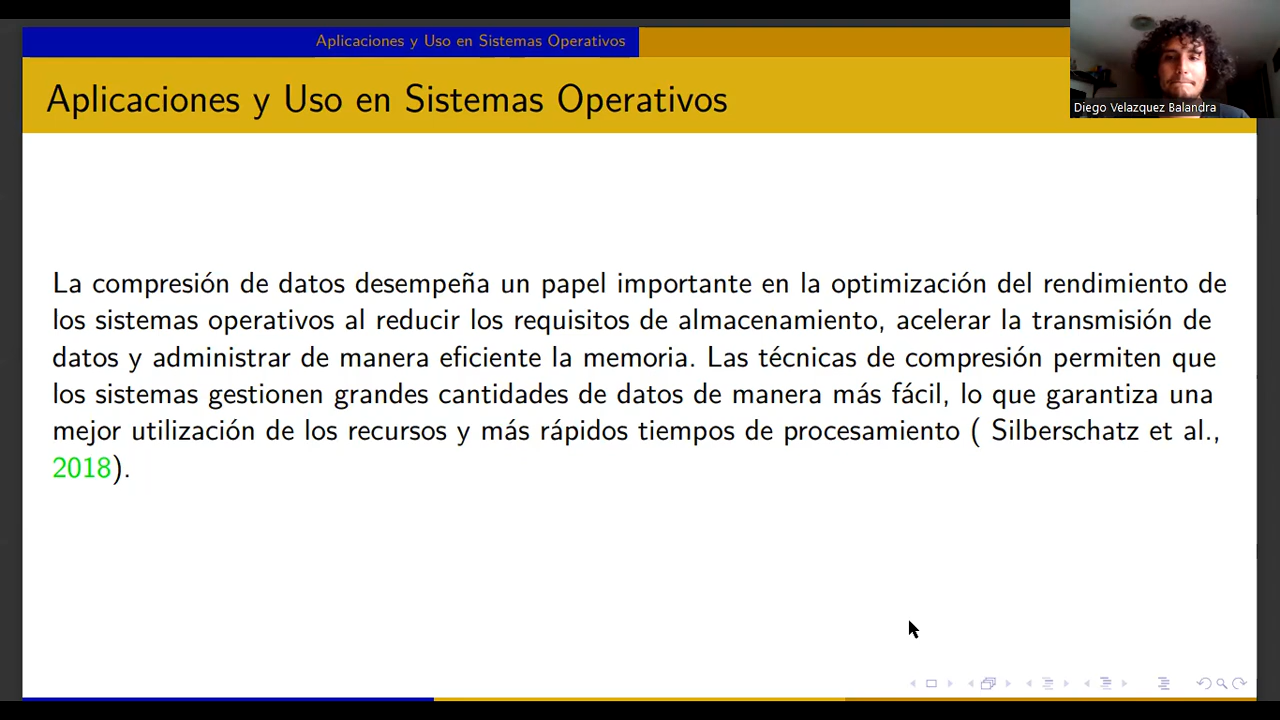 Aplicaciones y Uso en Sistemas Operativos
Aplicaciones y Uso en Sistemas Operativos
Diego Velazquez Balandra
La compresión de datos desempeña un papel importante en la optimización del rendimiento de
los sistemas operativos al reducir los requisitos de almacenamiento, acelerar la transmisión de
datos y administrar de manera eficiente la memoria. Las técnicas de compresión permiten que
los sistemas gestionen grandes cantidades de datos de manera más fácil, lo que garantiza una
mejor utilización de los recursos y más rápidos tiempos de procesamiento ( Silberschatz et al.,
2018).